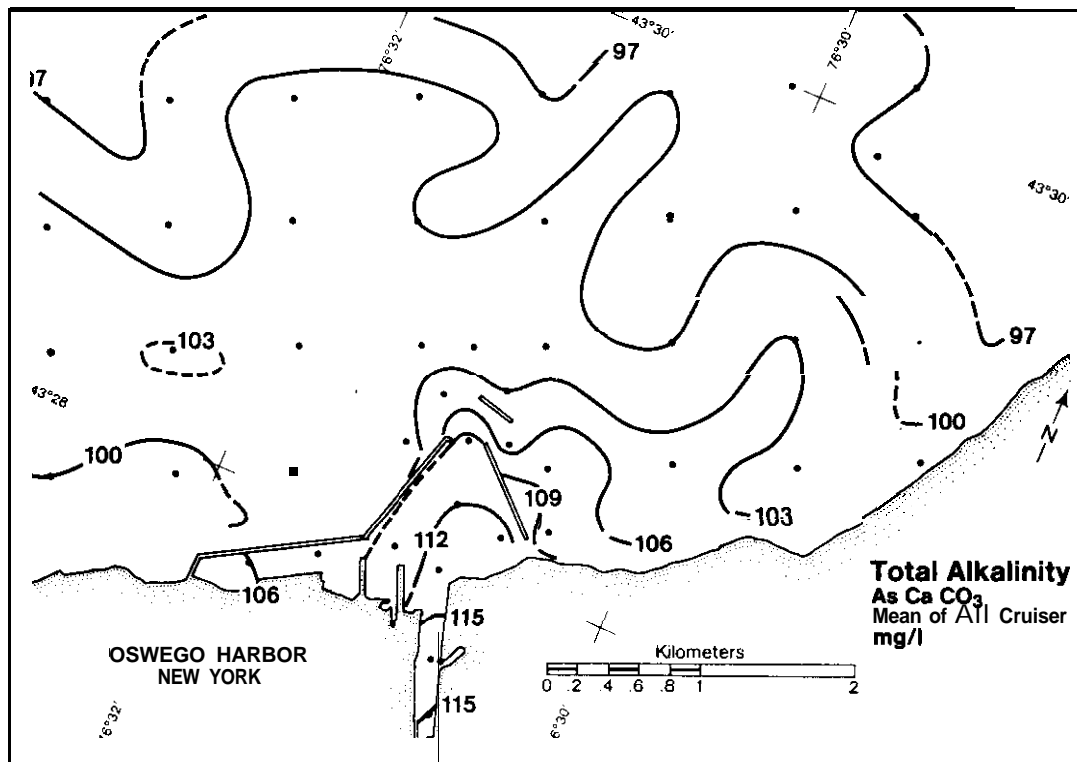 76°32'
43°30'
76°30'
97
97
43°30'
103
97
43°28
100
100
109
103
112
106
106
115
N
Total Alkalinity
As Ca CO3
Mean of All Cruiser
mg/l
OSWEGO HARBOR
NEW YORK
Kilometers
0 .2 .4 .6 .8 1 2
115
'6°32'
'6°30'